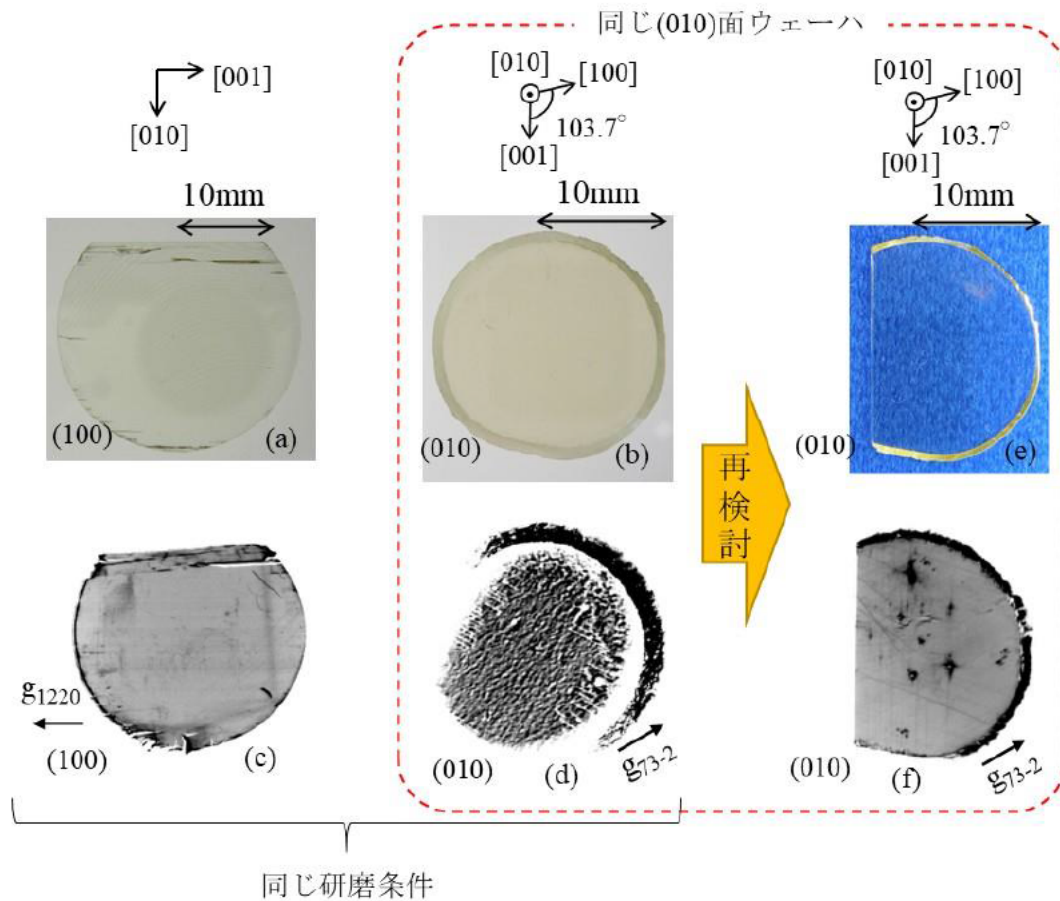 同じ(010)面ウェーハ
[001]
[010]
[010]
[100]
103.7°
[001]
[010]
[100]
103.7°
[001]
10mm
10mm
10mm
(100)
(a)
(010)
(b)
(010)
(e)
再検討
g1220
(100)
(c)
(010)
(d)
g73-2
(010)
(f)
g73-2
同じ研磨条件